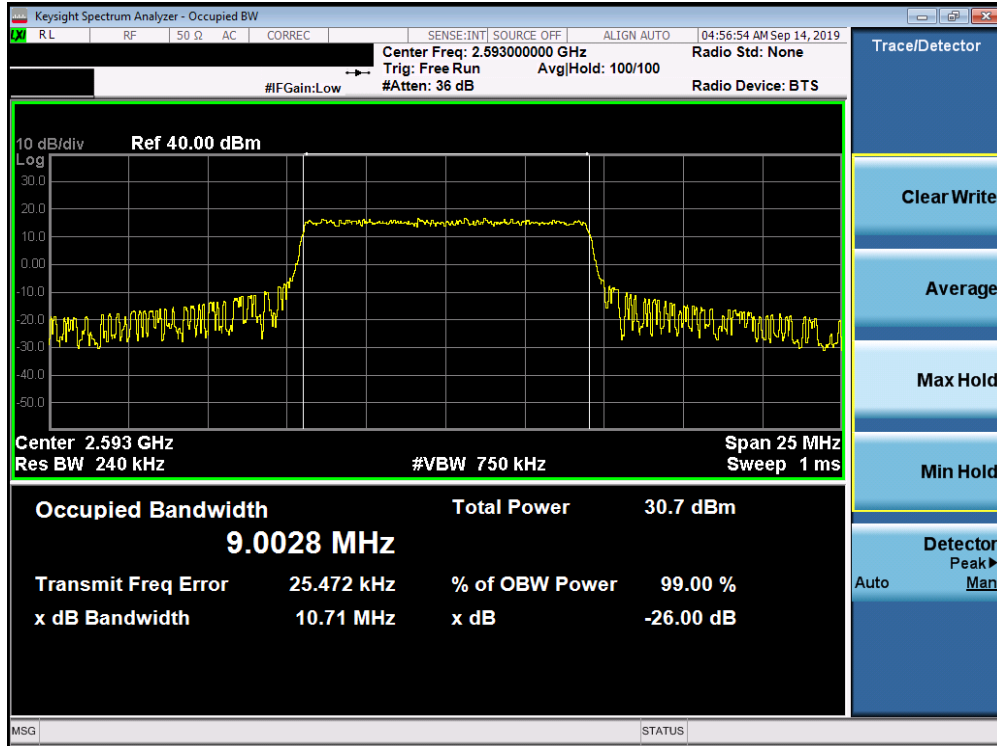 Keysight Spectrum Analyzer - Occupied BW
LXI RL RF 50 Ω AC CORREC SENSE:INT SOURCE OFF ALIGN AUTO 04:56:54 AM Sep 14, 2019
Center Freq: 2.593000000 GHz Radio Std: None
Trig: Free Run Avg|Hold: 100/100
#IFGain:Low #Atten: 36 dB Radio Device: BTS
Trace/Detector
10 dB/div Ref 40.00 dBm
Log
30.0
20.0
10.0
0.00
-10.0
-20.0
-30.0
-40.0
-50.0
Center 2.593 GHz Span 25 MHz
Res BW 240 kHz #VBW 750 kHz Sweep 1 ms
Occupied Bandwidth Total Power 30.7 dBm
9.0028 MHz
Transmit Freq Error 25.472 kHz % of OBW Power 99.00 %
x dB Bandwidth 10.71 MHz x dB -26.00 dB
Clear Write
Average
Max Hold
Min Hold
Detector
Peak▶
Auto Man
MSG STATUS